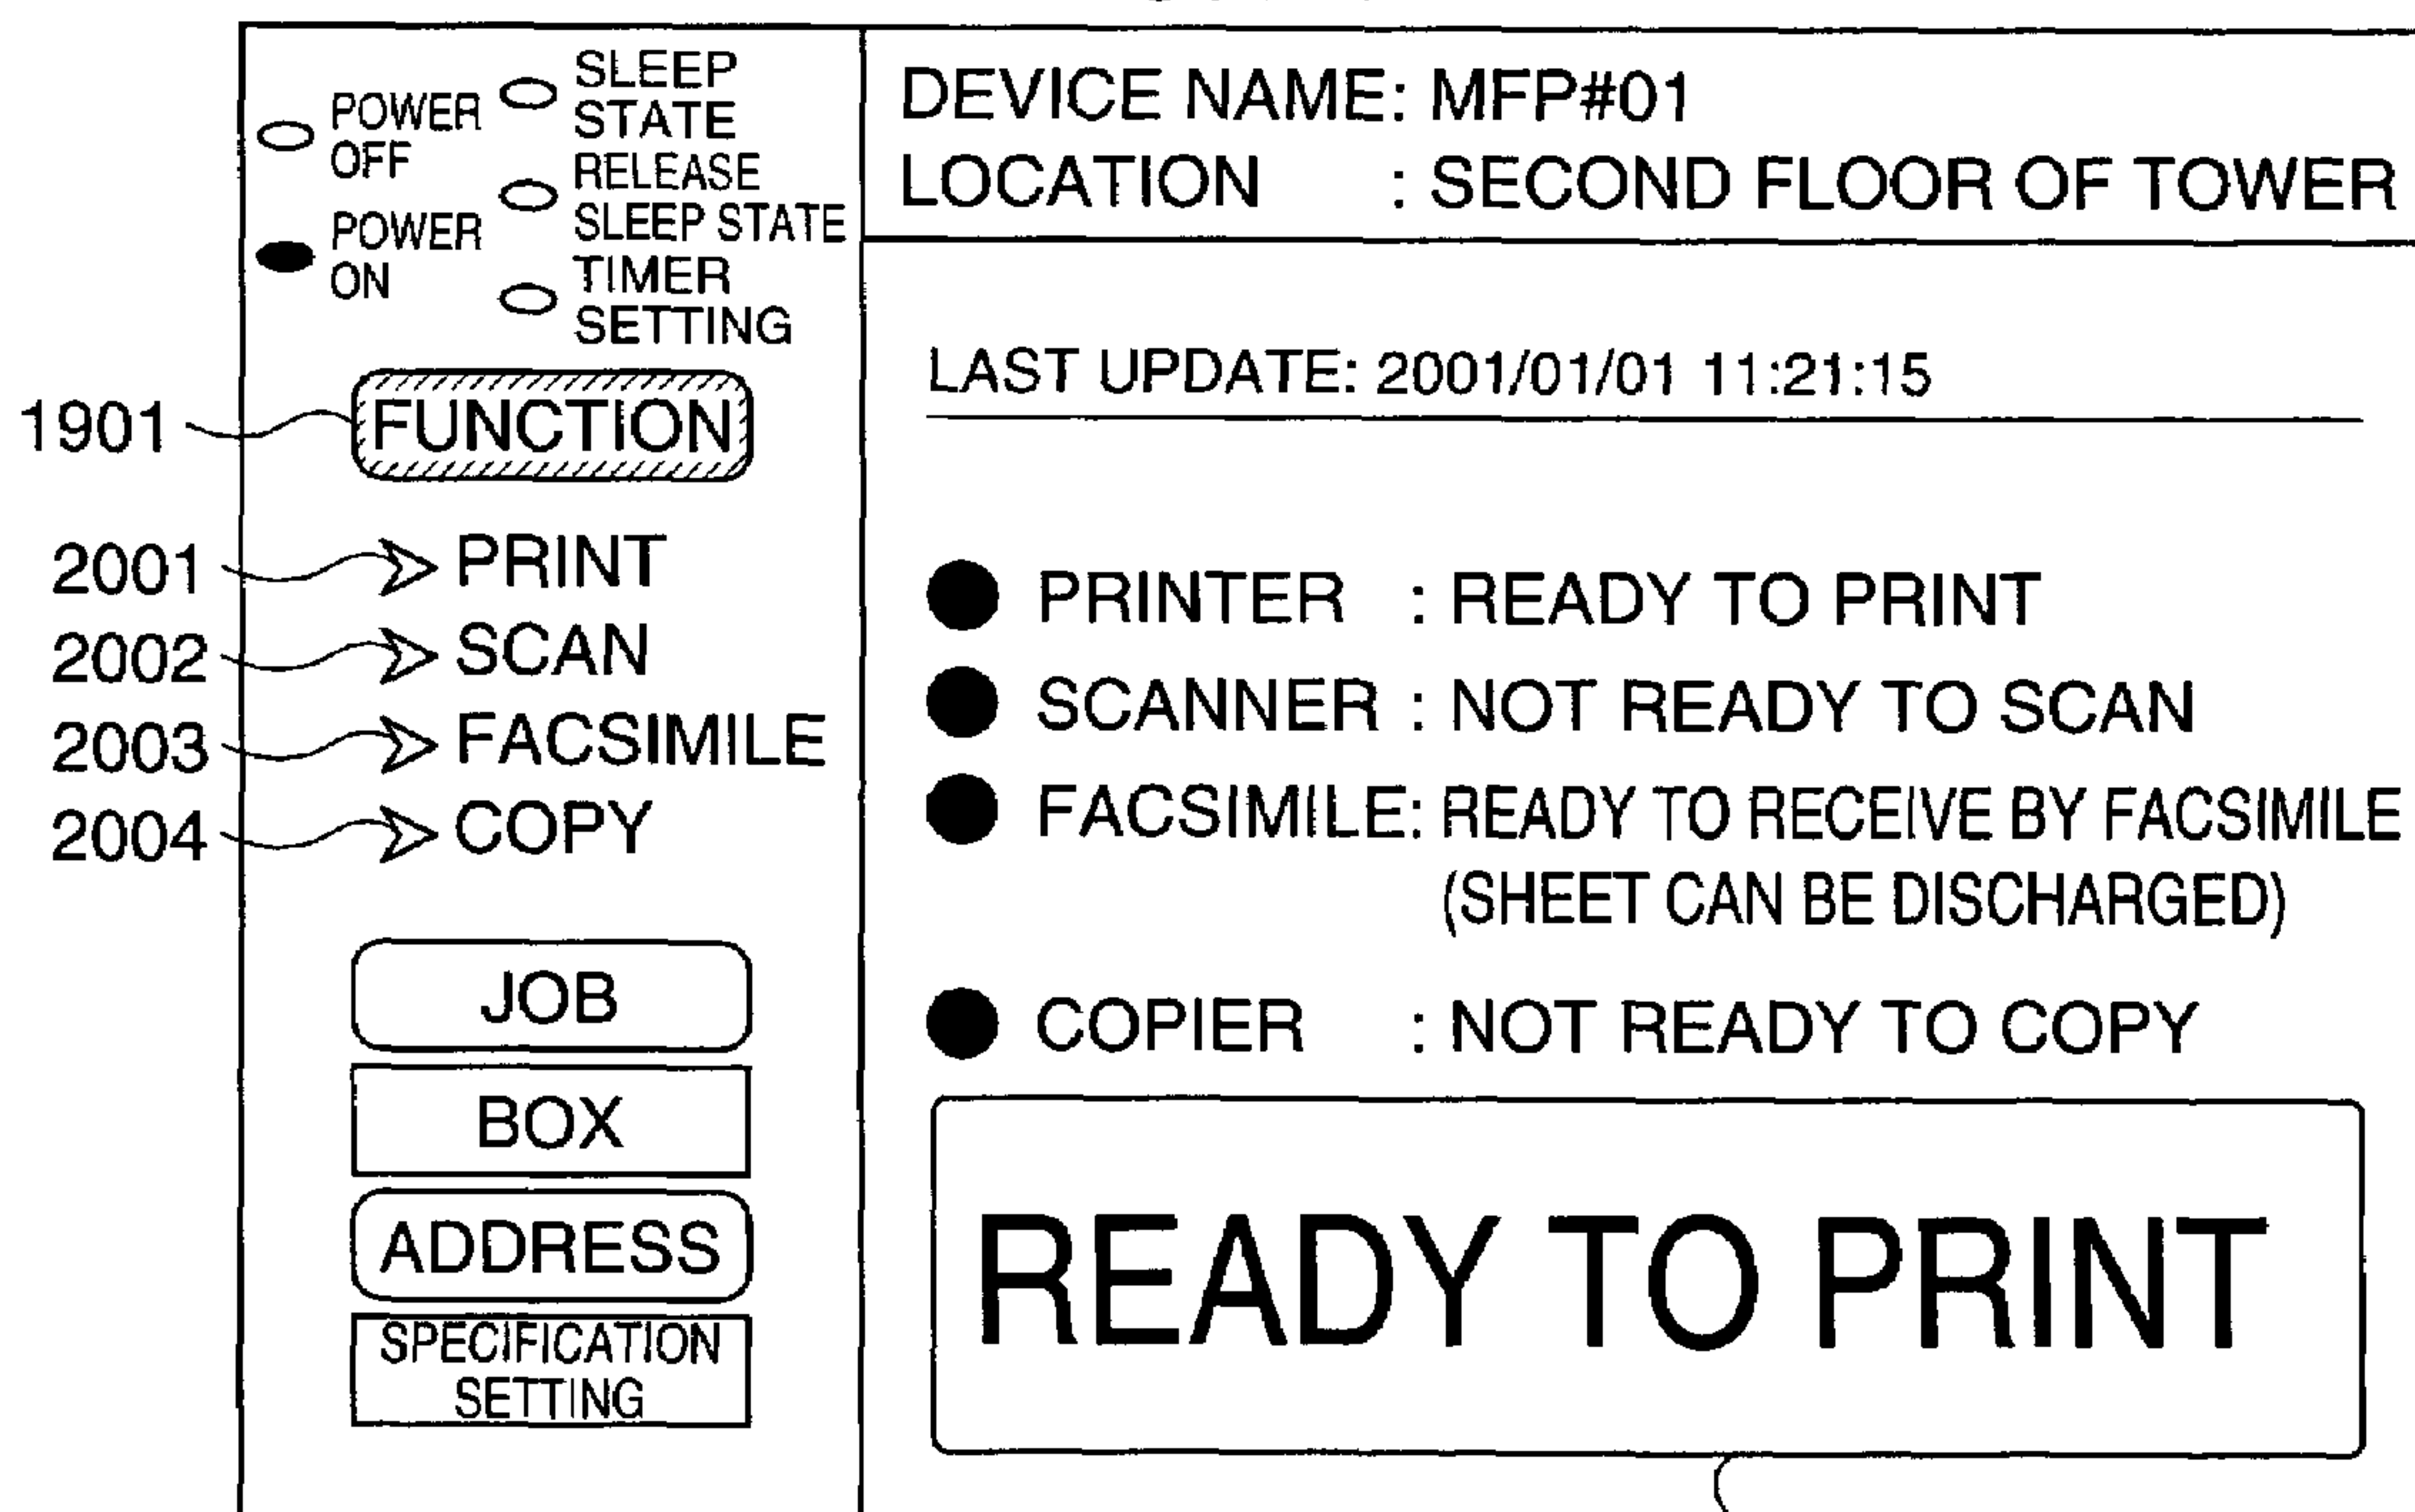 POWER
OFF
POWER
ON
SLEEP
STATE
RELEASE
SLEEP STATE
TIMER
SETTING
1901
FUNCTION
2001 PRINT
2002 SCAN
2003 FACSIMILE
2004 COPY
JOB
BOX
ADDRESS
SPECIFICATION
SETTING
DEVICE NAME: MFP#01
LOCATION : SECOND FLOOR OF TOWER
LAST UPDATE: 2001/01/01 11:21:15
PRINTER : READY TO PRINT
SCANNER : NOT READY TO SCAN
FACSIMILE: READY TO RECEIVE BY FACSIMILE
(SHEET CAN BE DISCHARGED)
COPIER : NOT READY TO COPY
READY TO PRINT